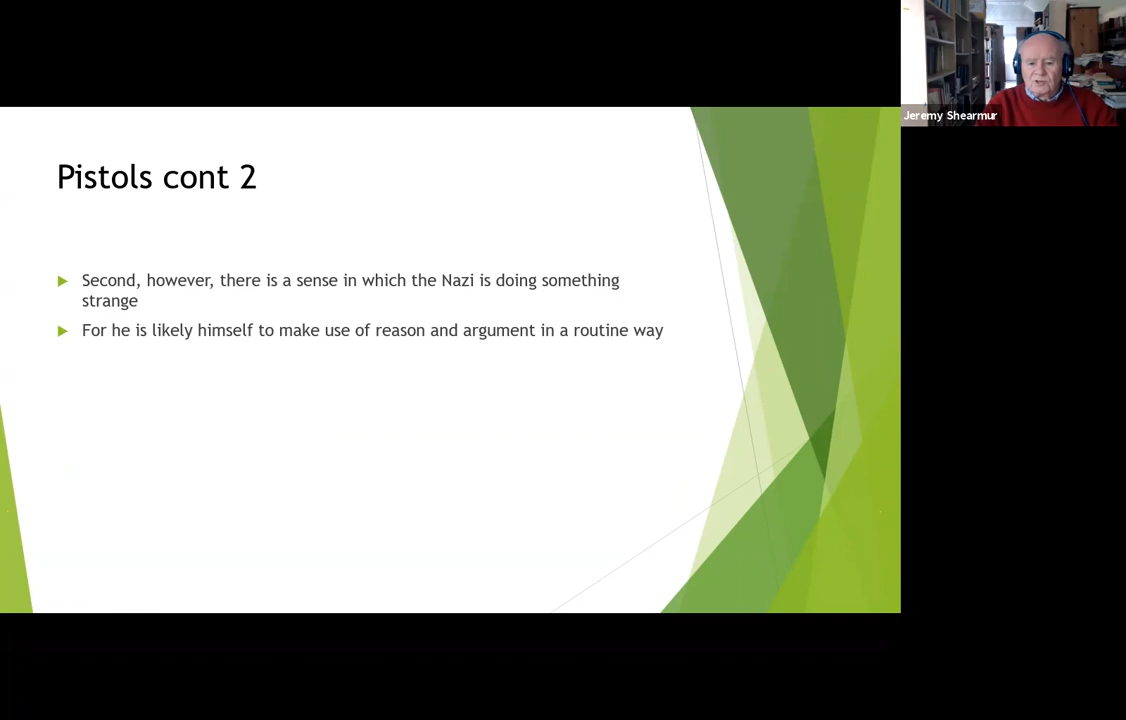 Jeremy Shearmur
Pistols cont 2
Second, however, there is a sense in which the Nazi is doing something
strange
For he is likely himself to make use of reason and argument in a routine way